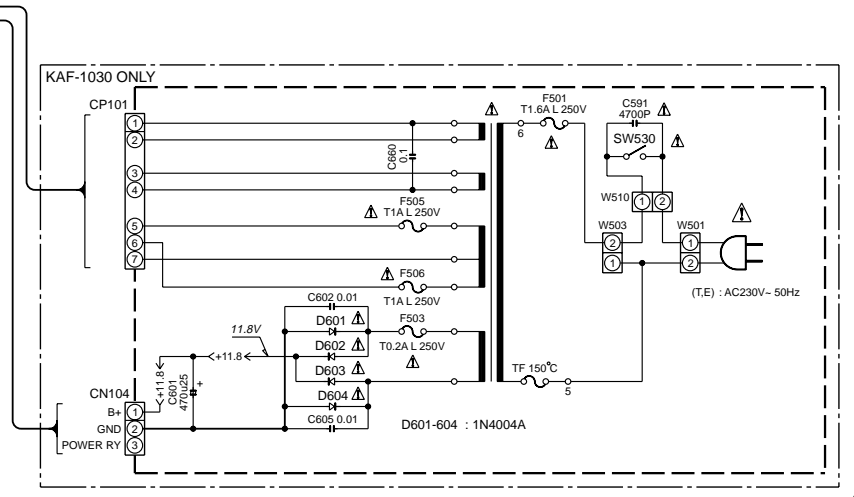 KAF-1030 ONLY
CP101
1
2
3
4
5
6
7
C660
0.1
F505
T1A L 250V
F506
T1A L 250V
C602 0.01
D601
D602
D603
D604
C605 0.01
F503
T0.2A L 250V
11.8V
+11.8
+11.8
C601
470u25
+
CN104
B+ 1
GND 2
POWER RY 3
D601-604 : 1N4004A
F501
T1.6A L 250V
6
TF 150°C
5
C591
4700P
SW530
W510 1 2
W503
2
1
W501
1
2
(T,E) : AC230V~ 50Hz